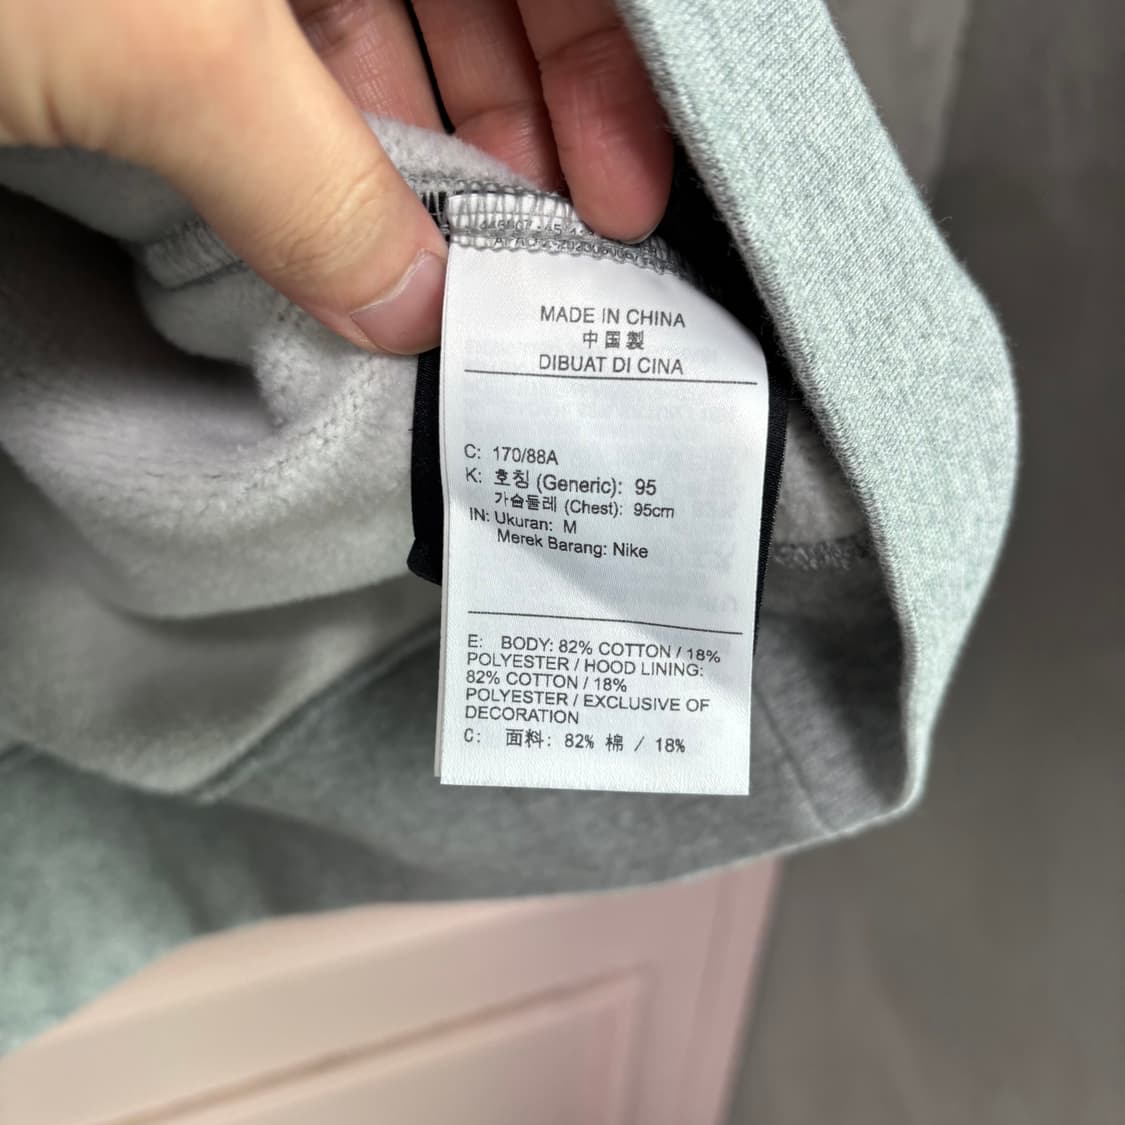 MADE IN CHINA
中国製
DIBUAT DI CINA
C: 170/88A
K: 호칭 (Generic): 95
가슴둘레 (Chest): 95cm
IN: Ukuran: M
Merek Barang: Nike
E: BODY: 82% COTTON / 18%
POLYESTER / HOOD LINING:
82% COTTON / 18%
POLYESTER / EXCLUSIVE OF
DECORATION
C: 面料: 82% 棉 / 18%